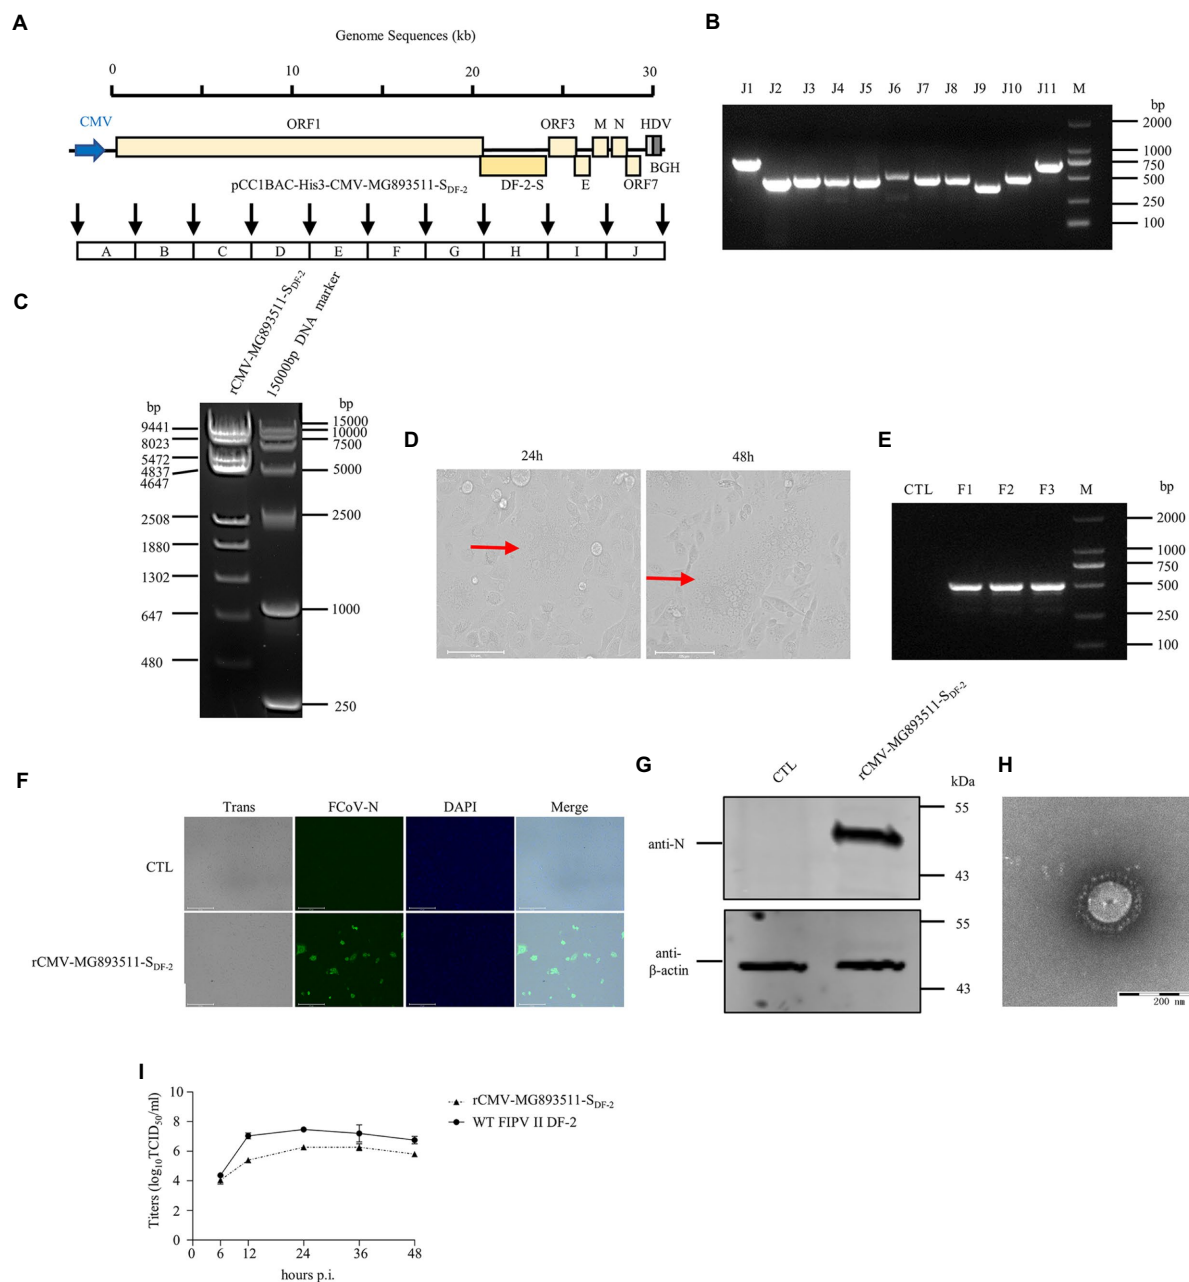 A
Genome Sequences (kb)
0 10 20 30
CMV
ORF1
ORF3 M N HDV
BGH
pCC1BAC-His3-CMV-MG893511-S_DF-2
DF-2-S
E
ORF7
A B C D E F G H I J
B
J1 J2 J3 J4 J5 J6 J7 J8 J9 J10 J11 M
bp
2000
1000
750
500
250
100
C
rCMV-MG893511-S_DF-2
15000bp DNA marker
bp
9441
8023
5472
4837
4647
2508
1880
1302
647
480
bp
15000
10000
7500
5000
2500
1000
250
D
24h 48h
E
CTL F1 F2 F3 M
bp
2000
1000
750
500
250
100
F
Trans FCoV-N DAPI Merge
CTL
rCMV-MG893511-S_DF-2
G
CTL
rCMV-MG893511-S_DF-2
kDa
55
anti-N
43
55
anti-
β-actin
43
H
200 nm
I
Titers (log10TCID50/ml)
10
8
6
4
2
0
0 6 12 24 36 48
hours p.i.
rCMV-MG893511-S_DF-2
WT FIPV II DF-2